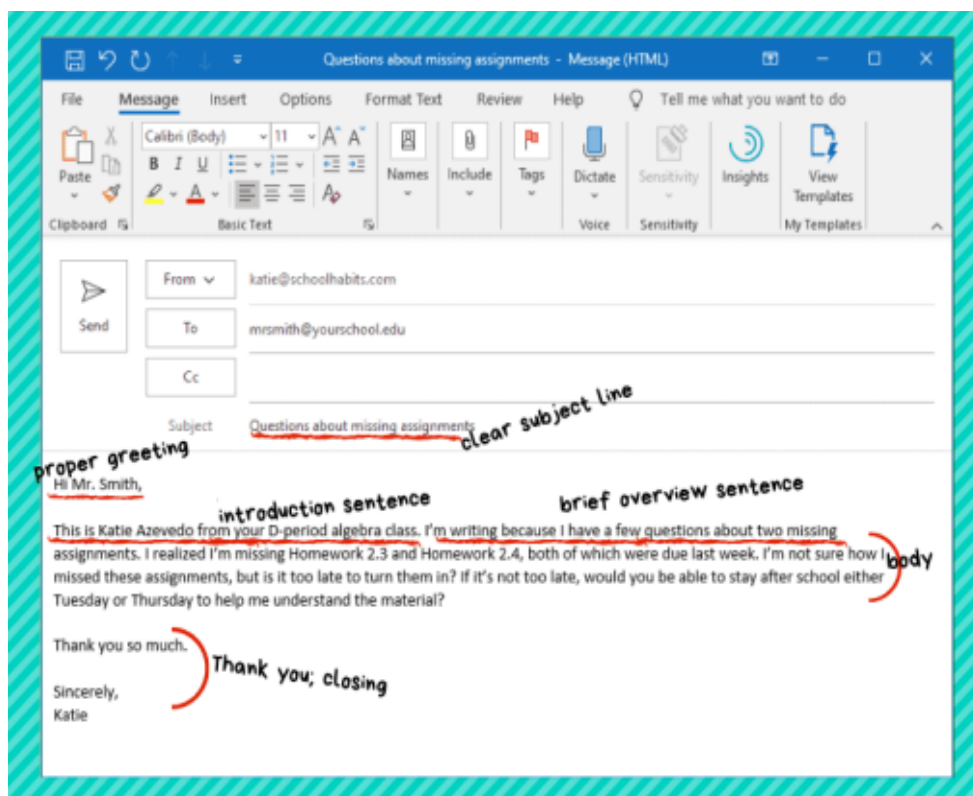 Questions about missing assignments - Message (HTML)
File Message Insert Options Format Text Review Help Tell me what you want to do
Calibri (Body) 11 A A
Paste B I U Names Include Tags Dictate Sensitivity Insights View Templates
A A
Clipboard Basic Text Voice Sensitivity My Templates
From katie@schoolhabits.com
Send To mrsmith@yourschool.edu
Cc
Subject Questions about missing assignments
clear subject line
proper greeting
Hi Mr. Smith,
introduction sentence brief overview sentence
This is Katie Azevedo from your D-period algebra class. I'm writing because I have a few questions about two missing
assignments. I realized I'm missing Homework 2.3 and Homework 2.4, both of which were due last week. I'm not sure how I
body
missed these assignments, but is it too late to turn them in? If it's not too late, would you be able to stay after school either
Tuesday or Thursday to help me understand the material?
Thank you so much.
Thank you; closing
Sincerely,
Katie